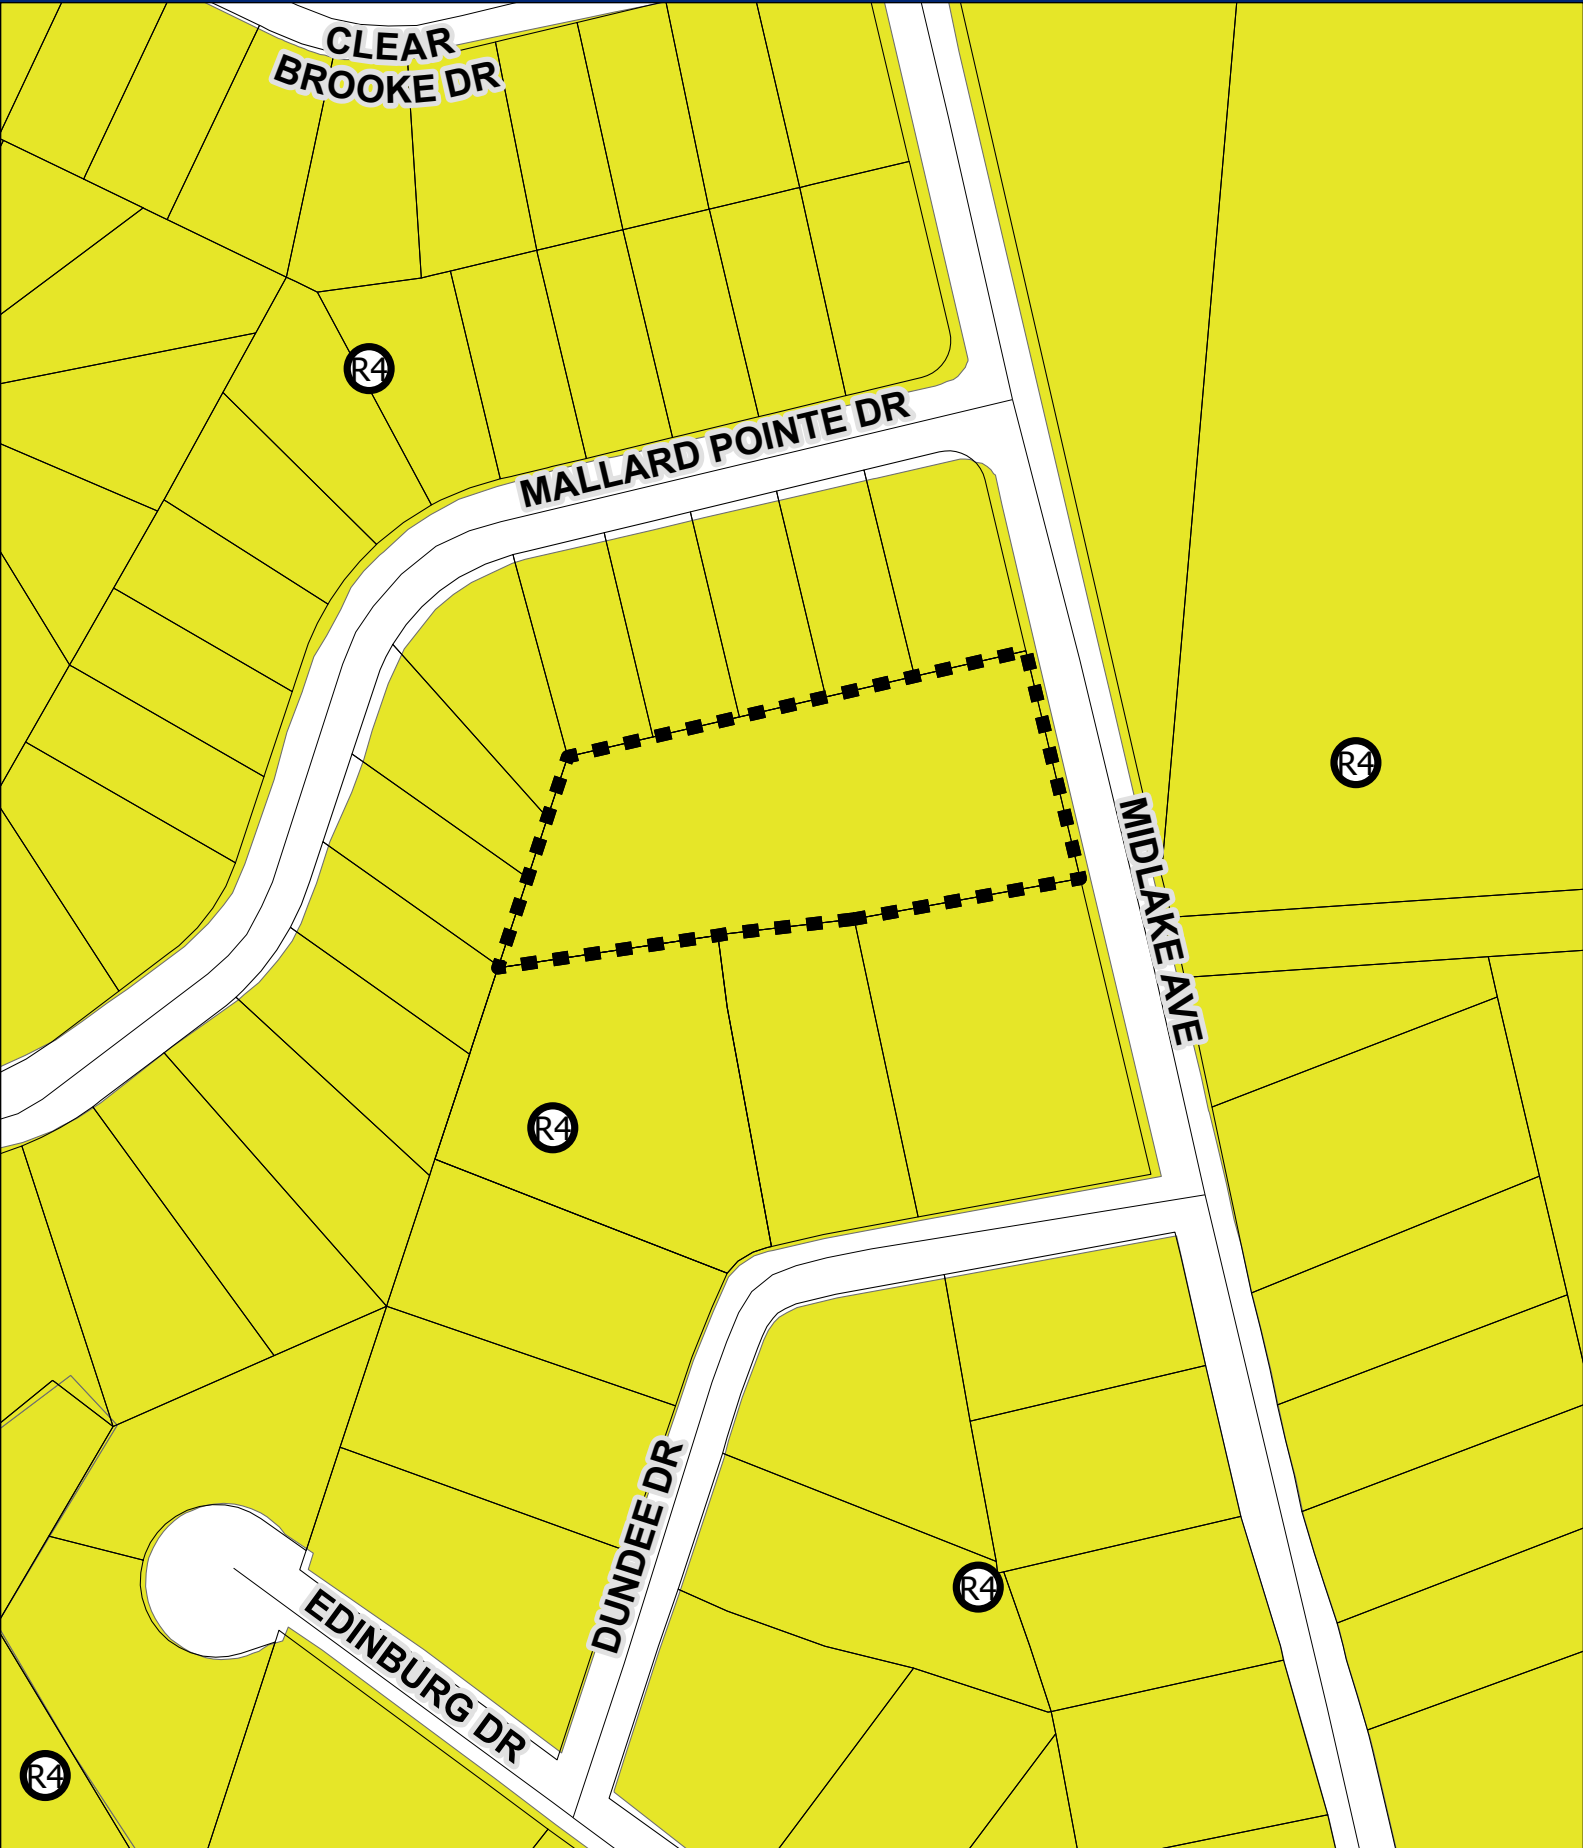 CLEAR
BROOKE DR
R4
MALLARD POINTE DR
R4
MIDLAKE AVE
R4
DUNDEE DR
R4
EDINBURG DR
R4